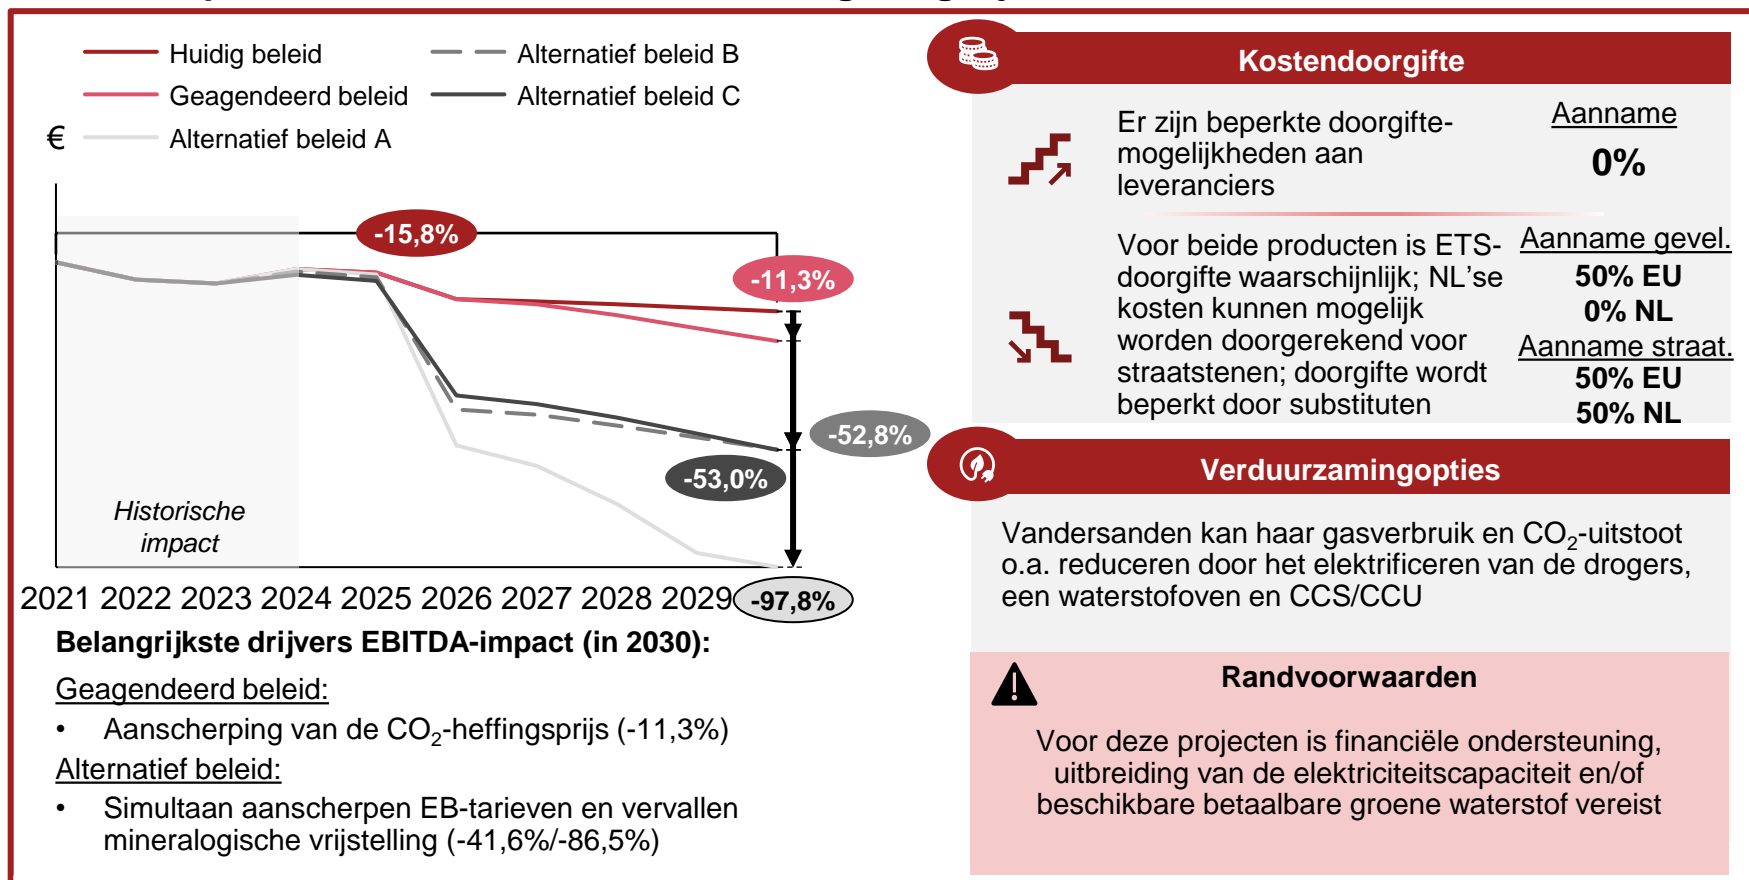 Huidig beleid
Geagendeerd beleid
Alternatief beleid A
Alternatief beleid B
Alternatief beleid C
€
-15,8%
-11,3%
-52,8%
-53,0%
-97,8%
Historische
impact
2021 2022 2023 2024 2025 2026 2027 2028 2029
Belangrijkste drijvers EBITDA-impact (in 2030):
Geagendeerd beleid:
• Aanscherping van de CO₂-heffingsprijs (-11,3%)
Alternatief beleid:
• Simultaan aanscherpen EB-tarieven en vervallen
mineralogische vrijstelling (-41,6%/-86,5%)
Kostendoorgifte
Er zijn beperkte doorgifte-
mogelijkheden aan
leveranciers
Aanname
0%
Voor beide producten is ETS-
doorgifte waarschijnlijk; NL’se
kosten kunnen mogelijk
worden doorgerekend voor
straatstenen; doorgifte wordt
beperkt door substituten
Aanname gevel.
50% EU
0% NL
Aanname straat.
50% EU
50% NL
Verduurzamingopties
Vandersanden kan haar gasverbruik en CO₂-uitstoot
o.a. reduceren door het elektrificeren van de drogers,
een waterstofoven en CCS/CCU
Randvoorwaarden
Voor deze projecten is financiële ondersteuning,
uitbreiding van de elektriciteitscapaciteit en/of
beschikbare betaalbare groene waterstof vereist